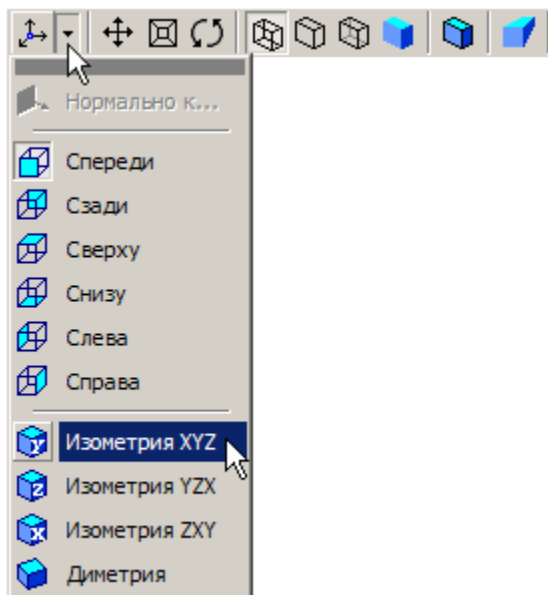 Нормально к...
Спереди
Сзади
Сверху
Снизу
Слева
Справа
Изометрия XYZ
Изометрия YZX
Изометрия ZXY
Диметрия